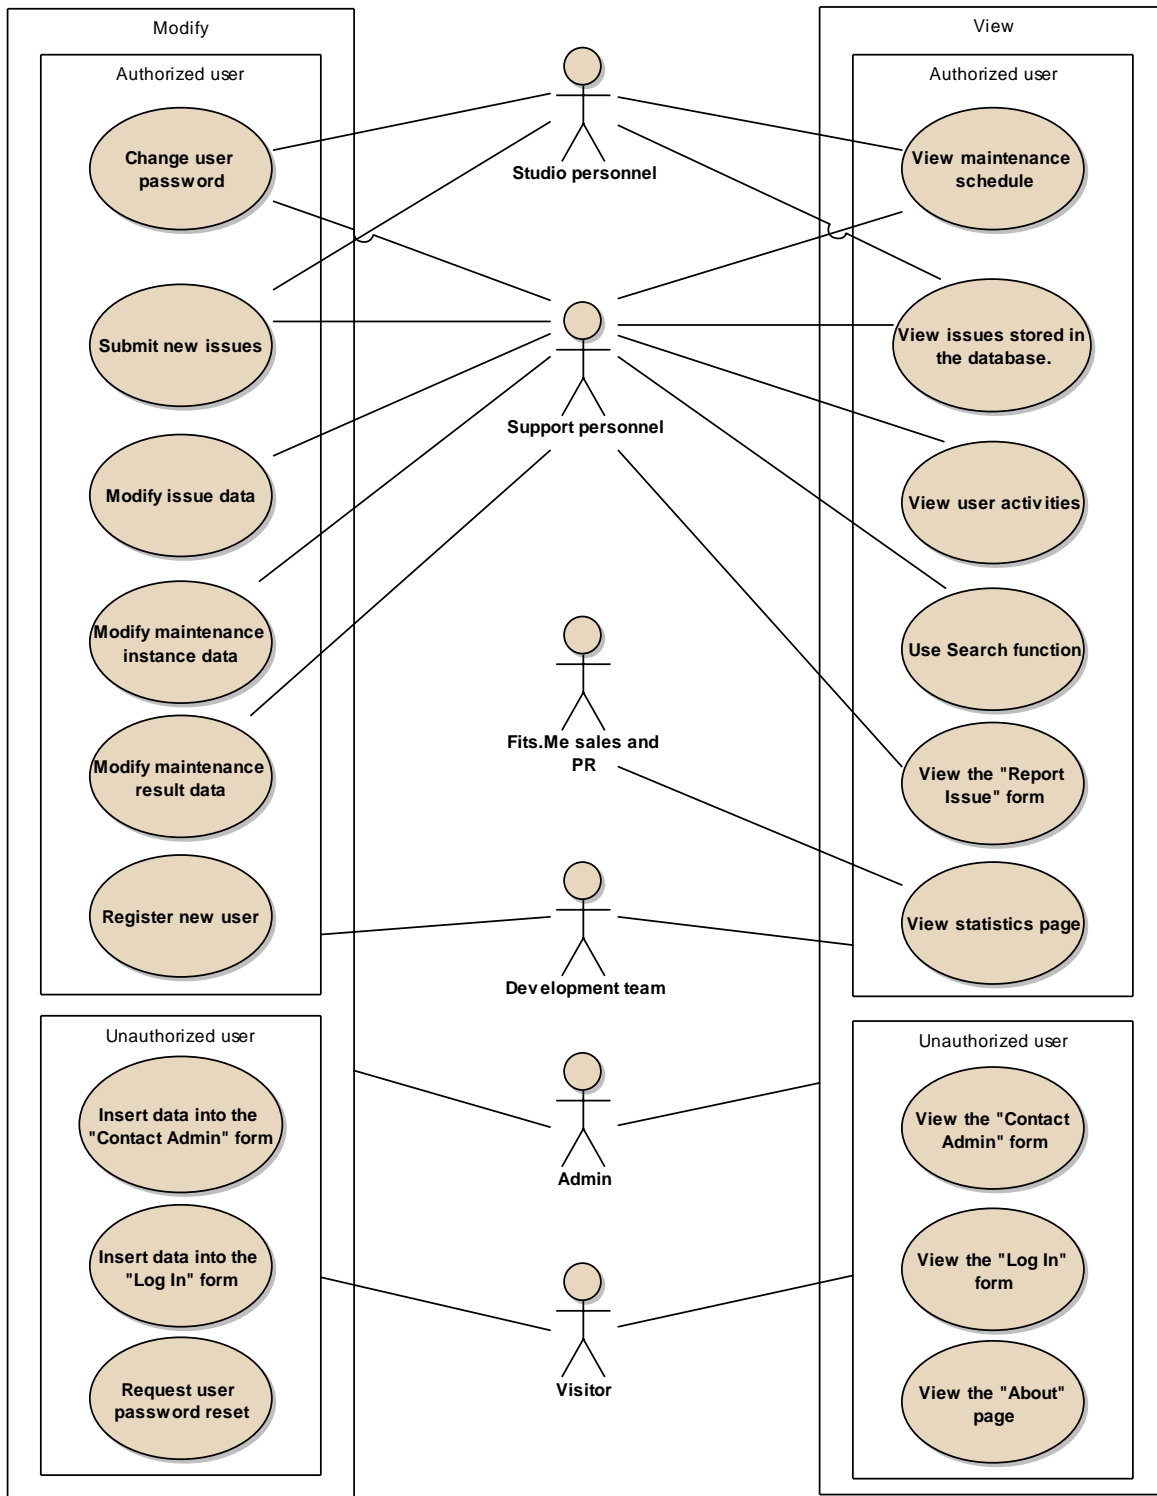 Modify
Authorized user
Change user
password
Submit new issues
Modify issue data
Modify maintenance
instance data
Modify maintenance
result data
Register new user
Unauthorized user
Insert data into the
"Contact Admin" form
Insert data into the
"Log In" form
Request user
password reset
Studio personnel
Support personnel
Fits.Me sales and
PR
Development team
Admin
Visitor
View
Authorized user
View maintenance
schedule
View issues stored in
the database.
View user activities
Use Search function
View the "Report
Issue" form
View statistics page
Unauthorized user
View the "Contact
Admin" form
View the "Log In"
form
View the "About"
page